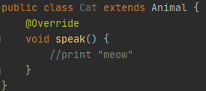 public class Cat extends Animal {
    @Override
    void speak() {
        //print "meow"
    }
}